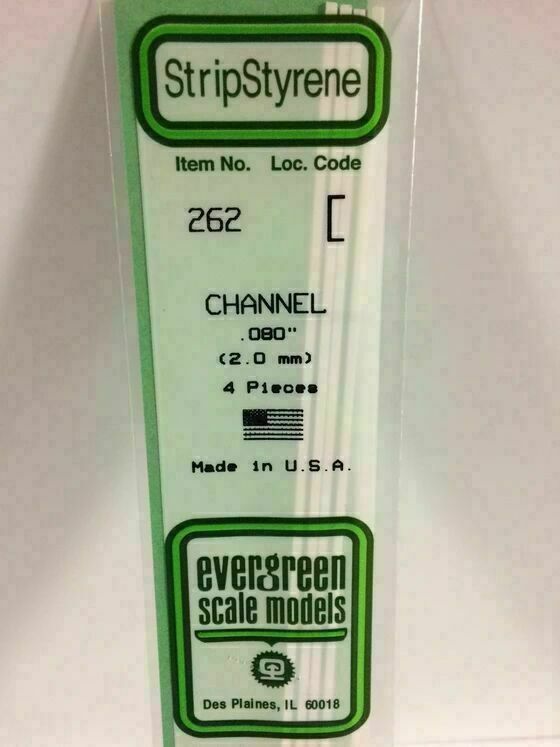 StripStyrene
Item No. Loc. Code
262 [
CHANNEL
.080"
(2.0 mm)
4 Pieces
Made in U.S.A.
evergreen
scale models
Des Plaines, IL 60018